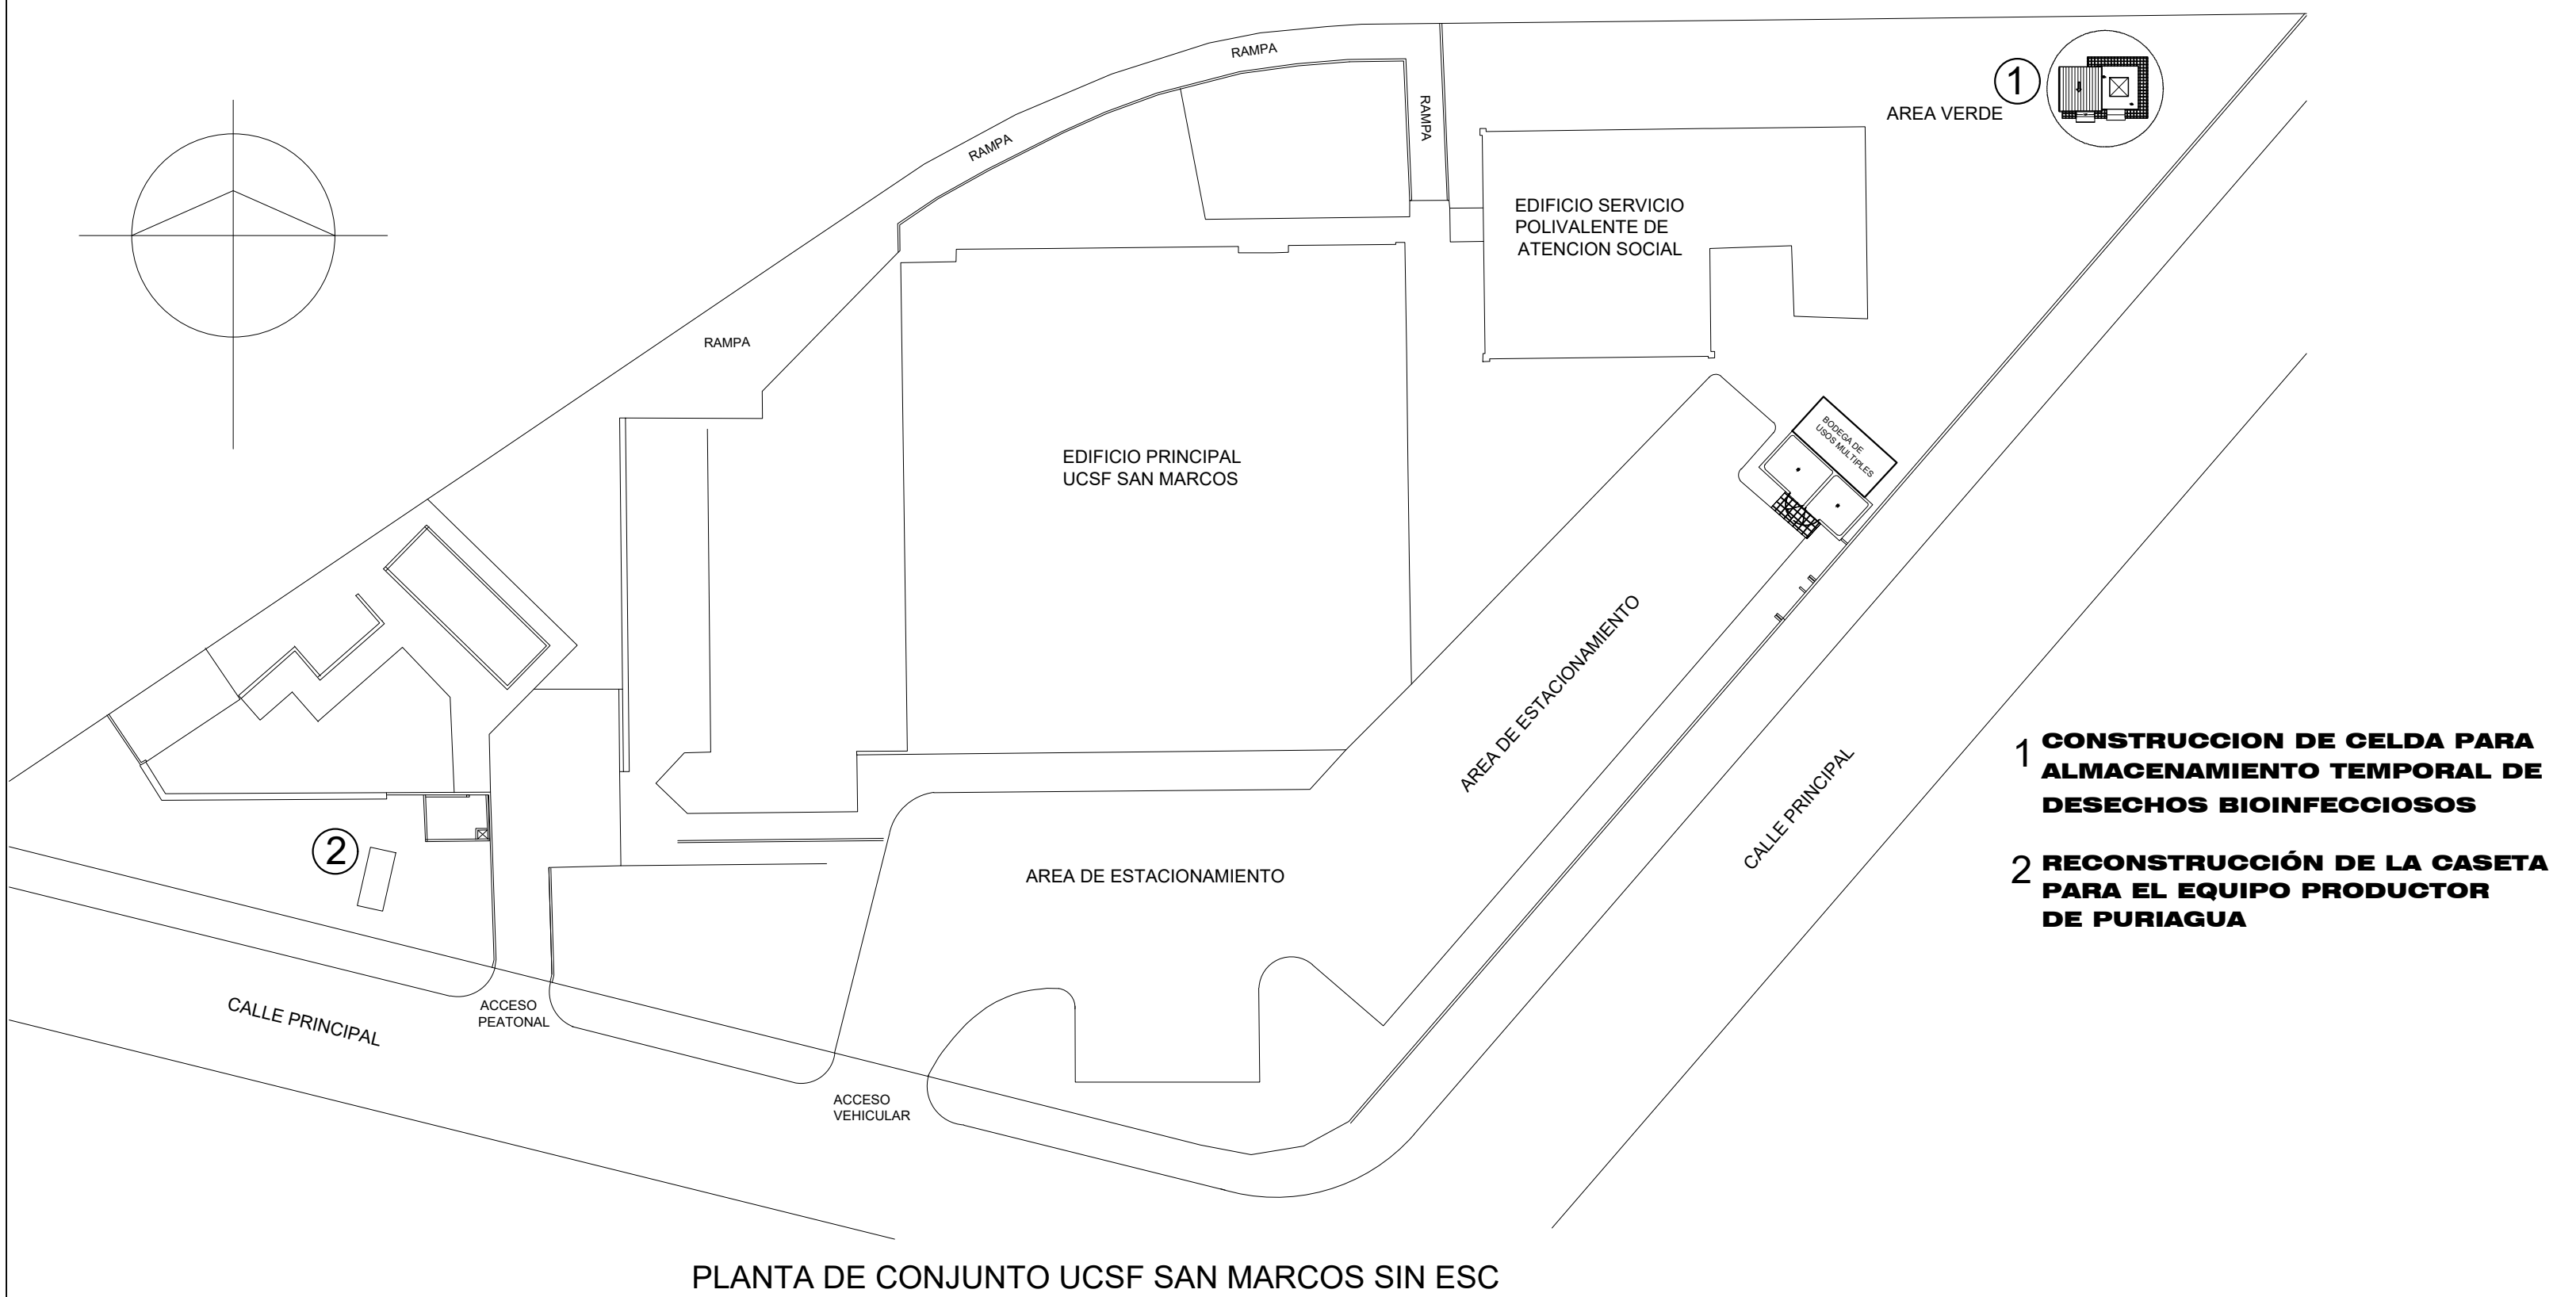 RAMPA
1
AREA VERDE
RAMPA
RAMPA
EDIFICIO SERVICIO
POLIVALENTE DE
ATENCION SOCIAL
RAMPA
BODEGA DE
USOS MULTIPLES
EDIFICIO PRINCIPAL
UCSF SAN MARCOS
AREA DE ESTACIONAMIENTO
CALLE PRINCIPAL
1 CONSTRUCCION DE CELDA PARA
ALMACENAMIENTO TEMPORAL DE
DESECHOS BIOINFECCIOSOS
2
2 RECONSTRUCCIÓN DE LA CASETA
PARA EL EQUIPO PRODUCTOR
DE PURIAGUA
AREA DE ESTACIONAMIENTO
CALLE PRINCIPAL
ACCESO
PEATONAL
ACCESO
VEHICULAR
PLANTA DE CONJUNTO UCSF SAN MARCOS SIN ESC